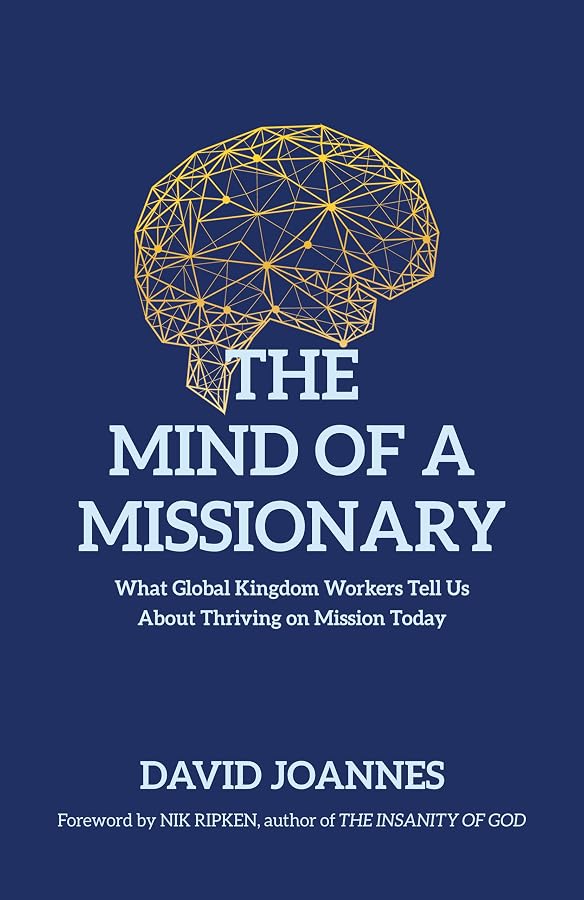 THE
MIND OF A
MISSIONARY
What Global Kingdom Workers Tell Us
About Thriving on Mission Today
DAVID JOANNES
Foreword by NIK RIPKEN, author of THE INSANITY OF GOD